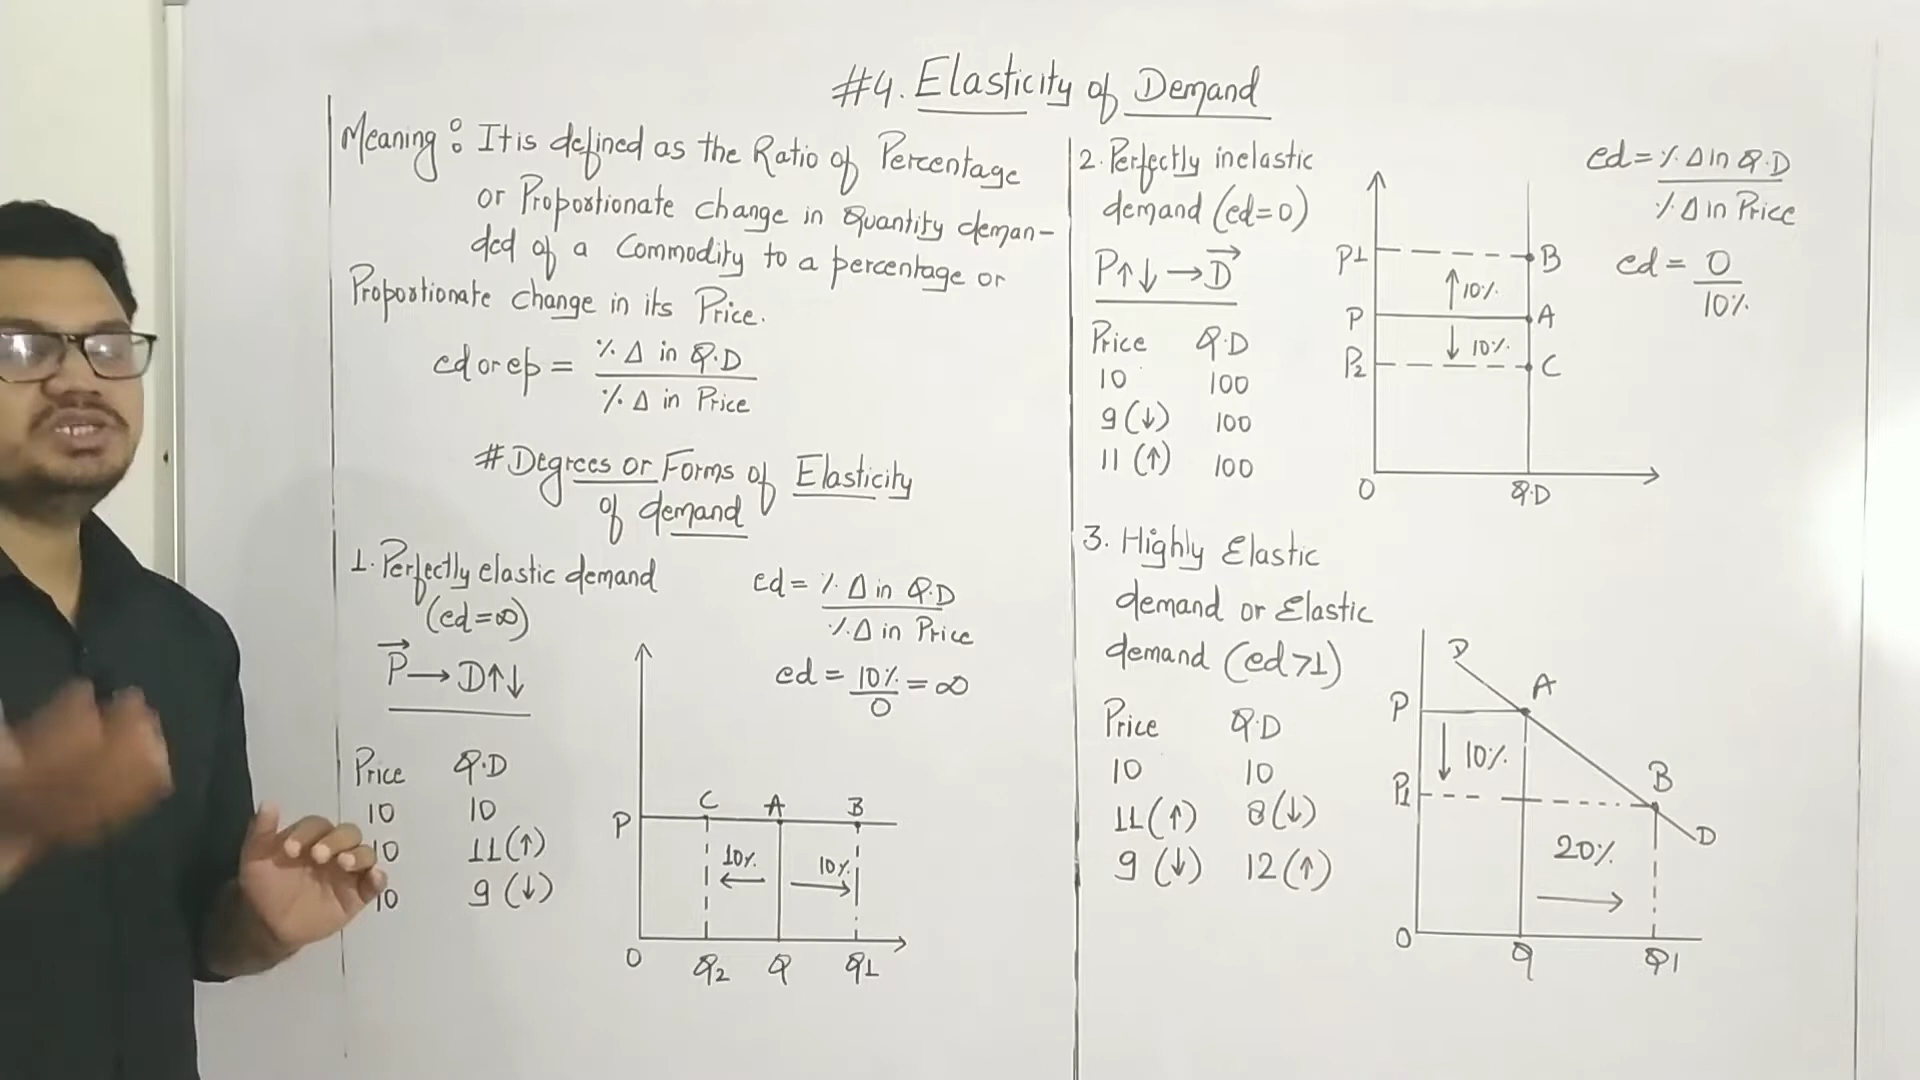 #4. Elasticity of Demand
Meaning : It is defined as the Ratio of Percentage
or Proportionate change in Quantity deman-
ded of a Commodity to a percentage or
Proportionate change in its Price.
ed or ep = % Δ in Q.D
% Δ in Price
# Degrees or Forms of Elasticity
of demand
1. Perfectly elastic demand
(ed=∞)
P → D↑↓
ed = % Δ in Q.D
% Δ in Price
ed = 10% = ∞
0
Price Q.D
10 10
10 11(↑)
10 9(↓)
P C A B
10% 10%
O Q2 Q Q1
2. Perfectly inelastic
demand (ed=0)
P↑↓ → D
Price Q.D
10 100
9(↓) 100
11(↑) 100
P1 B
↑10%
P A
↓10%
P2 C
O Q.D
ed = % Δ in Q.D
% Δ in Price
ed = 0
10%
3. Highly Elastic
demand or Elastic
demand (ed>1)
Price Q.D
10 10
11(↑) 8(↓)
9(↓) 12(↑)
D
P A
↓10%
P1 B
D
20%
→
O Q Q1